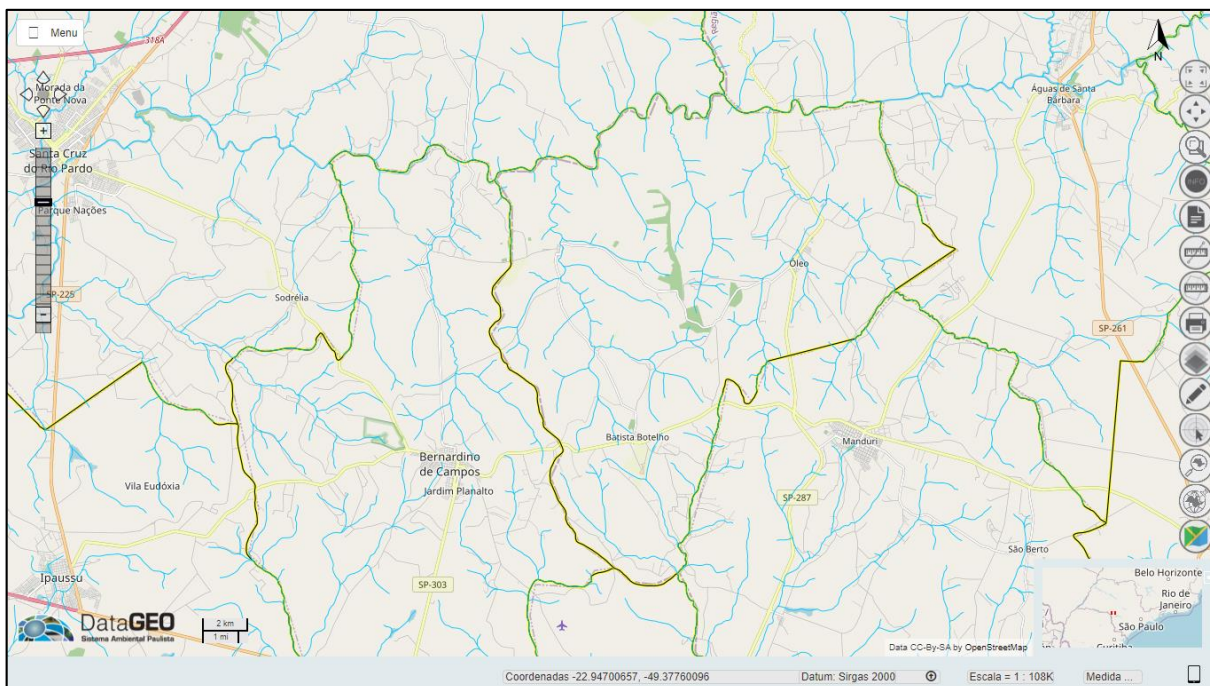 Menu
318A
N
Morada da
Ponte Nova
Águas de Santa
Bárbara
Santa Cruz
do Rio Pardo
Parque Nações
INFO
Óleo
SP-225
Sodrélia
SP-261
Batista Botelho
Manduri
Bernardino
de Campos
Jardim Planalto
Vila Eudóxia
SP-287
São Berto
Ipaussu
SP-303
Belo Horizonte
Rio de
Janeiro
São Paulo
Curitiba
DataGEO
Sistema Ambiental Paulista
2 km
1 mi
Data CC-By-SA by OpenStreetMap
Coordenadas -22.94700657, -49.37760096
Datum: Sirgas 2000
Escala = 1 : 108K
Medida ...